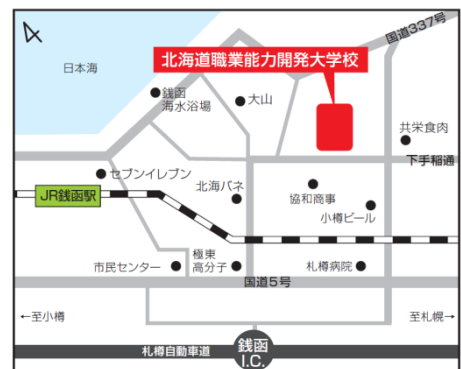 国道337号
日本海
北海道職業能力開発大学校
銭函
海水浴場
大山
共栄食肉
下手稲通
セブンイレブン
JR銭函駅
北海バネ
協和商事
小樽ビール
市民センター
極東
高分子
札樽病院
国道5号
←至小樽
至札幌→
札樽自動車道
銭函
I.C.